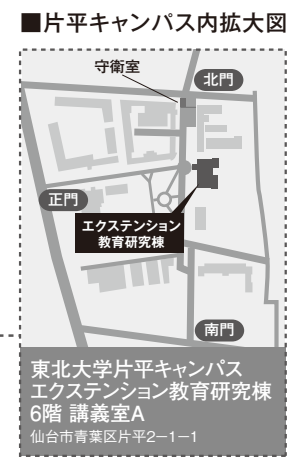 ■片平キャンパス内拡大図
守衛室
北門
正門
エクステンション
教育研究棟
南門
東北大学片平キャンパス
エクステンション教育研究棟
6階 講義室A
仙台市青葉区片平2−1−1